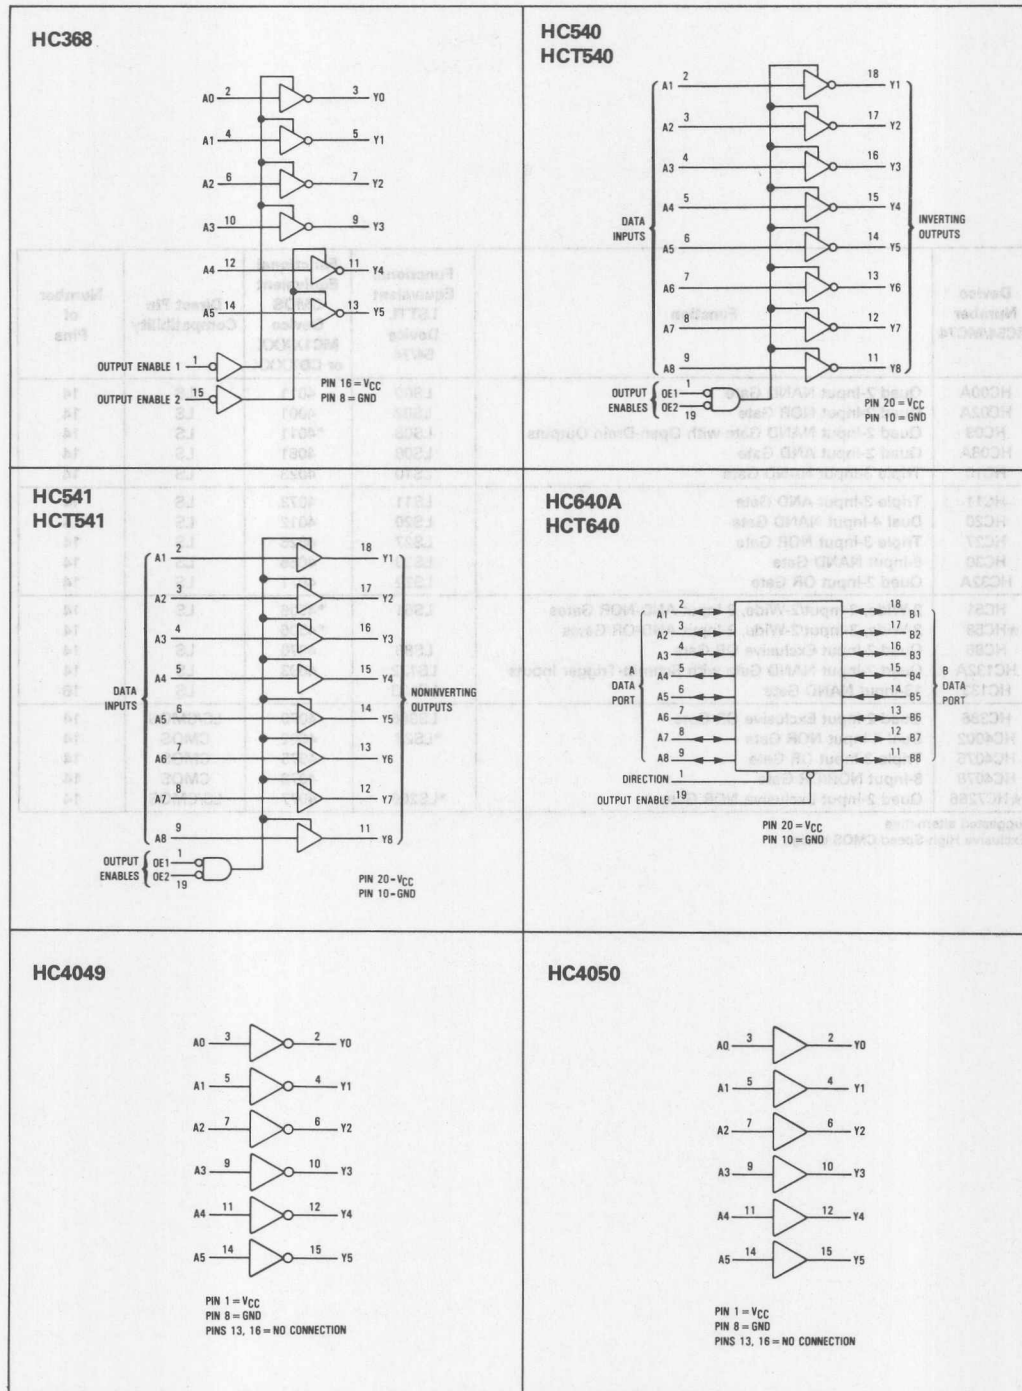 HC368
A0 2 3 Y0
A1 4 5 Y1
A2 6 7 Y2
A3 10 9 Y3
A4 12 11 Y4
A5 14 13 Y5
OUTPUT ENABLE 1 1
OUTPUT ENABLE 2 15
PIN 16 = VCC
PIN 8 = GND
HC540
HCT540
A1 2 18 Y1
A2 3 17 Y2
A3 4 16 Y3
A4 5 15 Y4
DATA INPUTS
INVERTING OUTPUTS
A5 6 14 Y5
A6 7 13 Y6
A7 8 12 Y7
A8 9 11 Y8
OUTPUT ENABLES
OE1 1
OE2 19
PIN 20 = VCC
PIN 10 = GND
HC541
HCT541
A1 2 18 Y1
A2 3 17 Y2
A3 4 16 Y3
A4 5 15 Y4
DATA INPUTS
NONINVERTING OUTPUTS
A5 6 14 Y5
A6 7 13 Y6
A7 8 12 Y7
A8 9 11 Y8
OUTPUT ENABLES
OE1 1
OE2 19
PIN 20-VCC
PIN 10-GND
HC640A
HCT640
A1 2 18 B1
A2 3 17 B2
A3 4 16 B3
A4 5 15 B4
DATA PORT
B DATA PORT
A5 6 14 B5
A6 7 13 B6
A7 8 12 B7
A8 9 11 B8
DIRECTION 1
OUTPUT ENABLE 19
PIN 20 = VCC
PIN 10 = GND
HC4049
A0 3 2 Y0
A1 5 4 Y1
A2 7 6 Y2
A3 9 10 Y3
A4 11 12 Y4
A5 14 15 Y5
PIN 1 = VCC
PIN 8 = GND
PINS 13, 16 = NO CONNECTION
HC4050
A0 3 2 Y0
A1 5 4 Y1
A2 7 6 Y2
A3 9 10 Y3
A4 11 12 Y4
A5 14 15 Y5
PIN 1 = VCC
PIN 8 = GND
PINS 13, 16 = NO CONNECTION